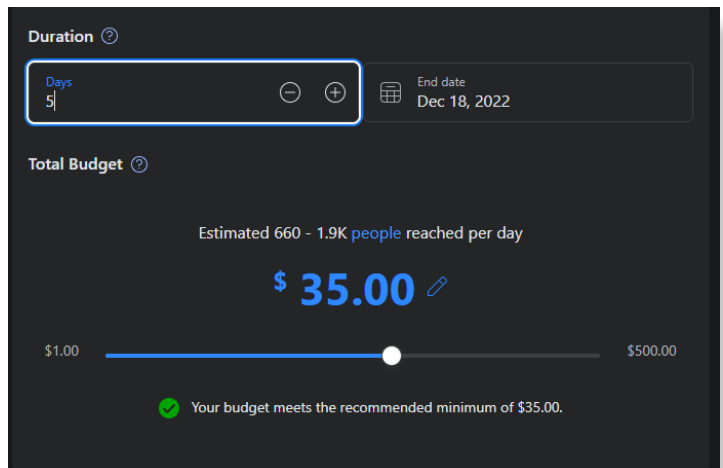 Duration
Days
5
End date
Dec 18, 2022
Total Budget
Estimated 660 - 1.9K people reached per day
$ 35.00
$1.00
$500.00
Your budget meets the recommended minimum of $35.00.